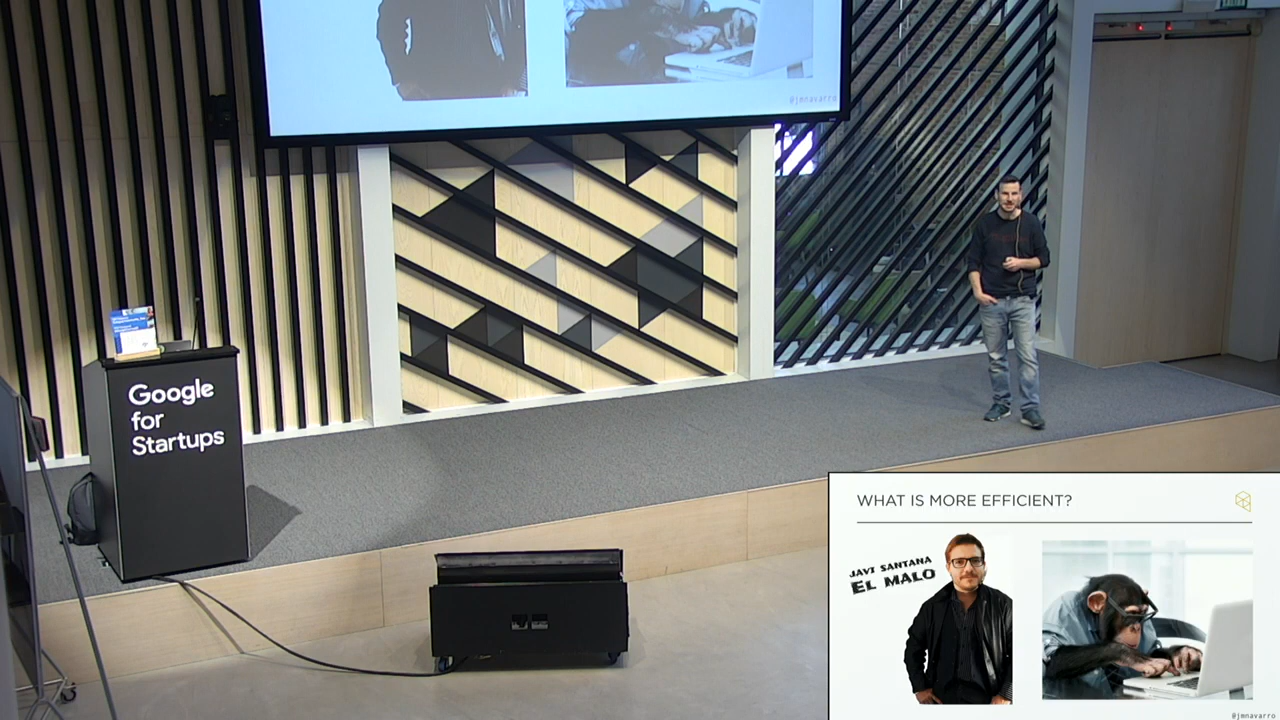 @jmnavarro
Google
for
Startups
WHAT IS MORE EFFICIENT?
JAVI SANTANA
EL MALO
@jmnavarro